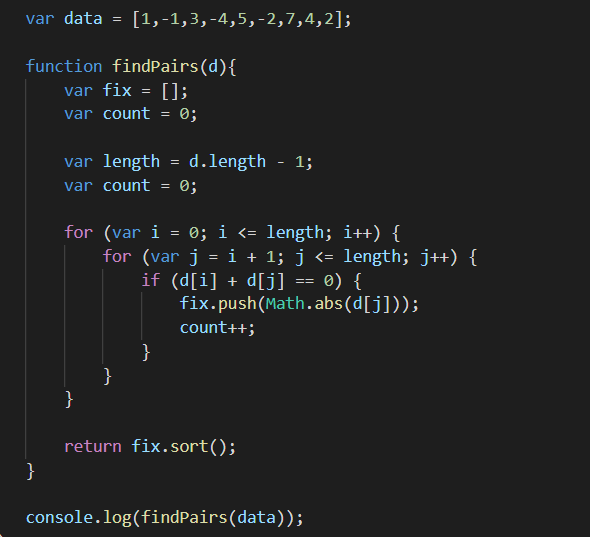 var data = [1,-1,3,-4,5,-2,7,4,2];
function findPairs(d){
var fix = [];
var count = 0;
var length = d.length - 1;
var count = 0;
for (var i = 0; i <= length; i++) {
for (var j = i + 1; j <= length; j++) {
if (d[i] + d[j] == 0) {
fix.push(Math.abs(d[j]));
count++;
}
}
}
return fix.sort();
}
console.log(findPairs(data));